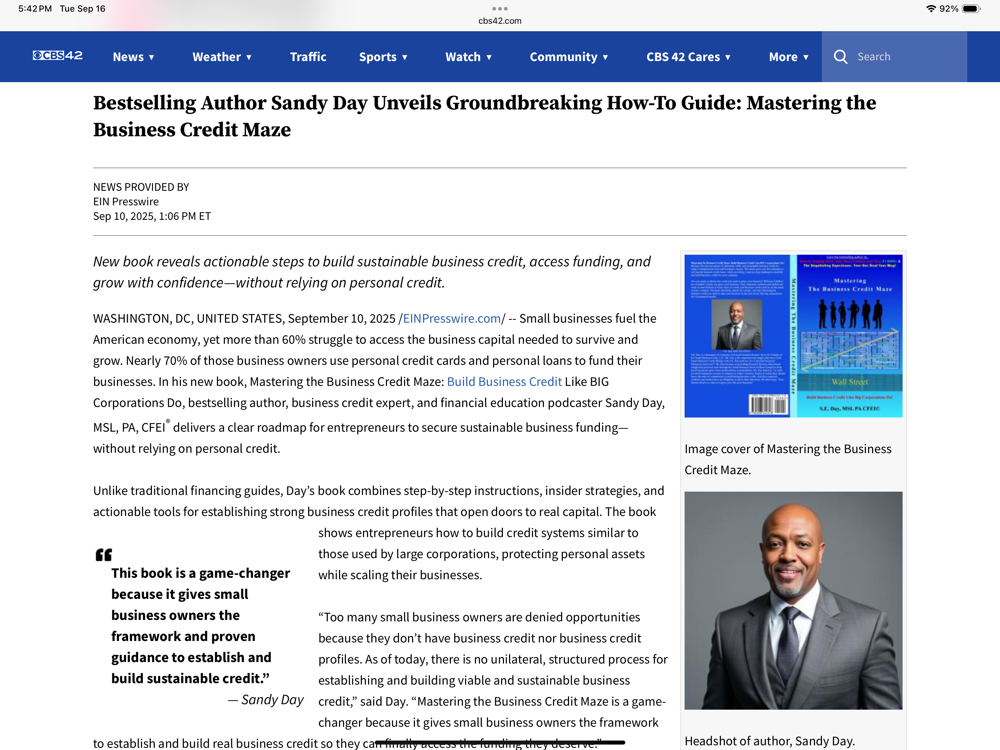 5:42 PM Tue Sep 16
cbs42.com
92%
CBS42
News ▼
Weather ▼
Traffic
Sports ▼
Watch ▼
Community ▼
CBS 42 Cares ▼
More ▼
Search
Bestselling Author Sandy Day Unveils Groundbreaking How-To Guide: Mastering the
Business Credit Maze
NEWS PROVIDED BY
EIN Presswire
Sep 10, 2025, 1:06 PM ET
New book reveals actionable steps to build sustainable business credit, access funding, and
grow with confidence—without relying on personal credit.
WASHINGTON, DC, UNITED STATES, September 10, 2025 /EINPresswire.com/ -- Small businesses fuel the
American economy, yet more than 60% struggle to access the business capital needed to survive and
grow. Nearly 70% of those business owners use personal credit cards and personal loans to fund their
businesses. In his new book, Mastering the Business Credit Maze: Build Business Credit Like BIG
Corporations Do, bestselling author, business credit expert, and financial education podcaster Sandy Day,
MSL, PA, CFEI® delivers a clear roadmap for entrepreneurs to secure sustainable business funding—
without relying on personal credit.
Unlike traditional financing guides, Day’s book combines step-by-step instructions, insider strategies, and
actionable tools for establishing strong business credit profiles that open doors to real capital. The book
shows entrepreneurs how to build credit systems similar to
those used by large corporations, protecting personal assets
while scaling their businesses.
“
This book is a game-changer
because it gives small
business owners the
framework and proven
guidance to establish and
build sustainable credit.”
— Sandy Day
“Too many small business owners are denied opportunities
because they don’t have business credit nor business credit
profiles. As of today, there is no unilateral, structured process for
establishing and building viable and sustainable business
credit,” said Day. “Mastering the Business Credit Maze is a game-
changer because it gives small business owners the framework
to establish and build real business credit so they can finally access the funding they deserve.”
Mastering The Business Credit Maze
Mastering
The Business Credit Maze
Wall Street
Build Business Credit Like Big Corporations Do!
S.E. Day, MSL PA CFEI©
Image cover of Mastering the Business
Credit Maze.
Headshot of author, Sandy Day.